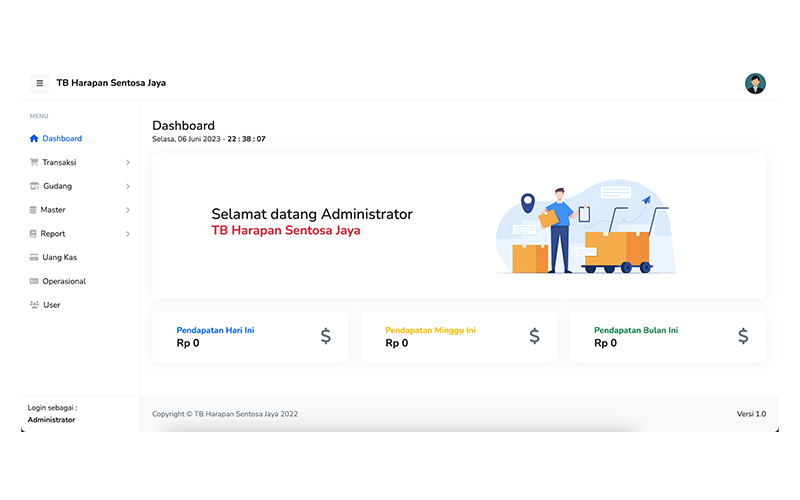 TB Harapan Sentosa Jaya
MENU
Dashboard
Transaksi
Gudang
Master
Report
Uang Kas
Operasional
User
Login sebagai :
Administrator
Dashboard
Selasa, 06 Juni 2023 - 22 : 38 : 07
Selamat datang Administrator
TB Harapan Sentosa Jaya
Pendapatan Hari Ini
Rp 0
$
Pendapatan Minggu Ini
Rp 0
$
Pendapatan Bulan Ini
Rp 0
$
Copyright © TB Harapan Sentosa Jaya 2022
Versi 1.0